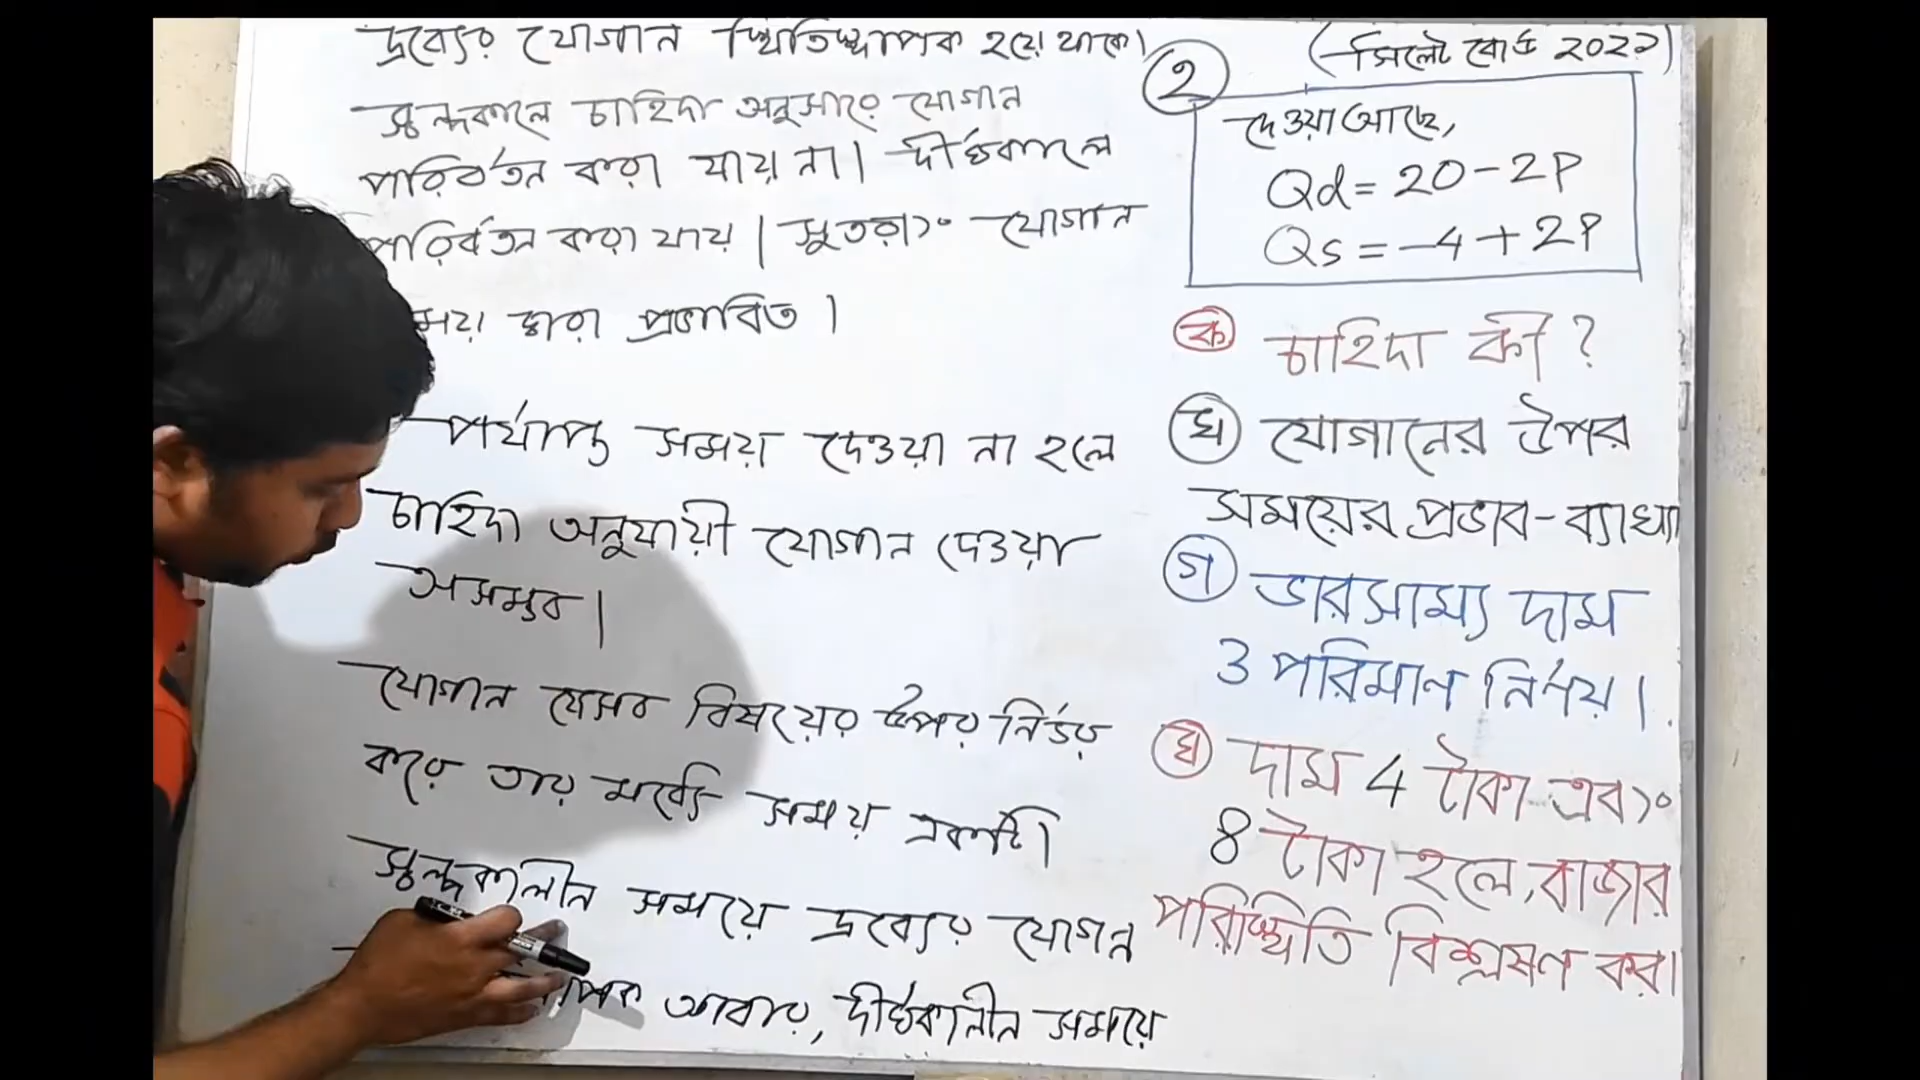 দ্রব্যের যোগান স্থিতিস্থাপক হয়ে থাকে।
স্বল্পকালে চাহিদা অনুসারে যোগান
পরিবর্তন করা যায় না। দীর্ঘকালে
পরিবর্তন করা যায়। সুতরাং যোগান
সময় দ্বারা প্রভাবিত।
পর্যাপ্ত সময় দেওয়া না হলে
চাহিদা অনুযায়ী যোগান দেওয়া
অসম্ভব।
যোগান যেসব বিষয়ের উপর নির্ভর
করে তার মধ্যে সময় একটি।
স্বল্পকালীন সময়ে দ্রব্যের যোগান
আবার, দীর্ঘকালীন সময়ে
২ (সিলেট বোর্ড ২০২১)
দেওয়া আছে,
Qd = 20 - 2P
Qs = -4 + 2P
ক চাহিদা কী?
খ যোগানের উপর
সময়ের প্রভাব - ব্যাখ্যা
গ ভারসাম্য দাম
ও পরিমান নির্ণয়।
ঘ দাম 4 টাকা এবং
8 টাকা হলে, বাজার
পরিস্থিতি বিশ্লেষণ কর।